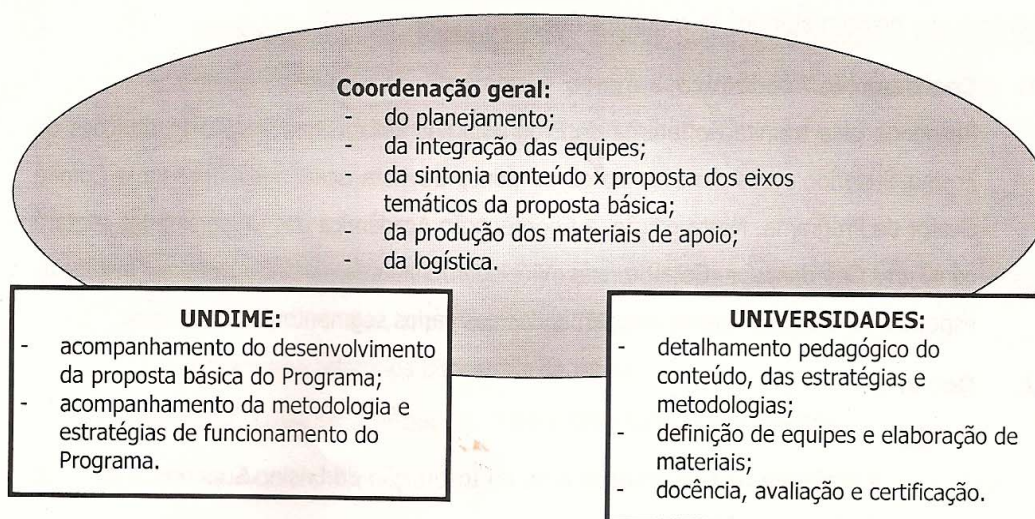 Coordenação geral:
- do planejamento;
- da integração das equipes;
- da sintonia conteúdo x proposta dos eixos
temáticos da proposta básica;
- da produção dos materiais de apoio;
- da logística.
UNDIME:
- acompanhamento do desenvolvimento
da proposta básica do Programa;
- acompanhamento da metodologia e
estratégias de funcionamento do
Programa.
UNIVERSIDADES:
- detalhamento pedagógico do
conteúdo, das estratégias e
metodologias;
- definição de equipes e elaboração de
materiais;
- docência, avaliação e certificação.